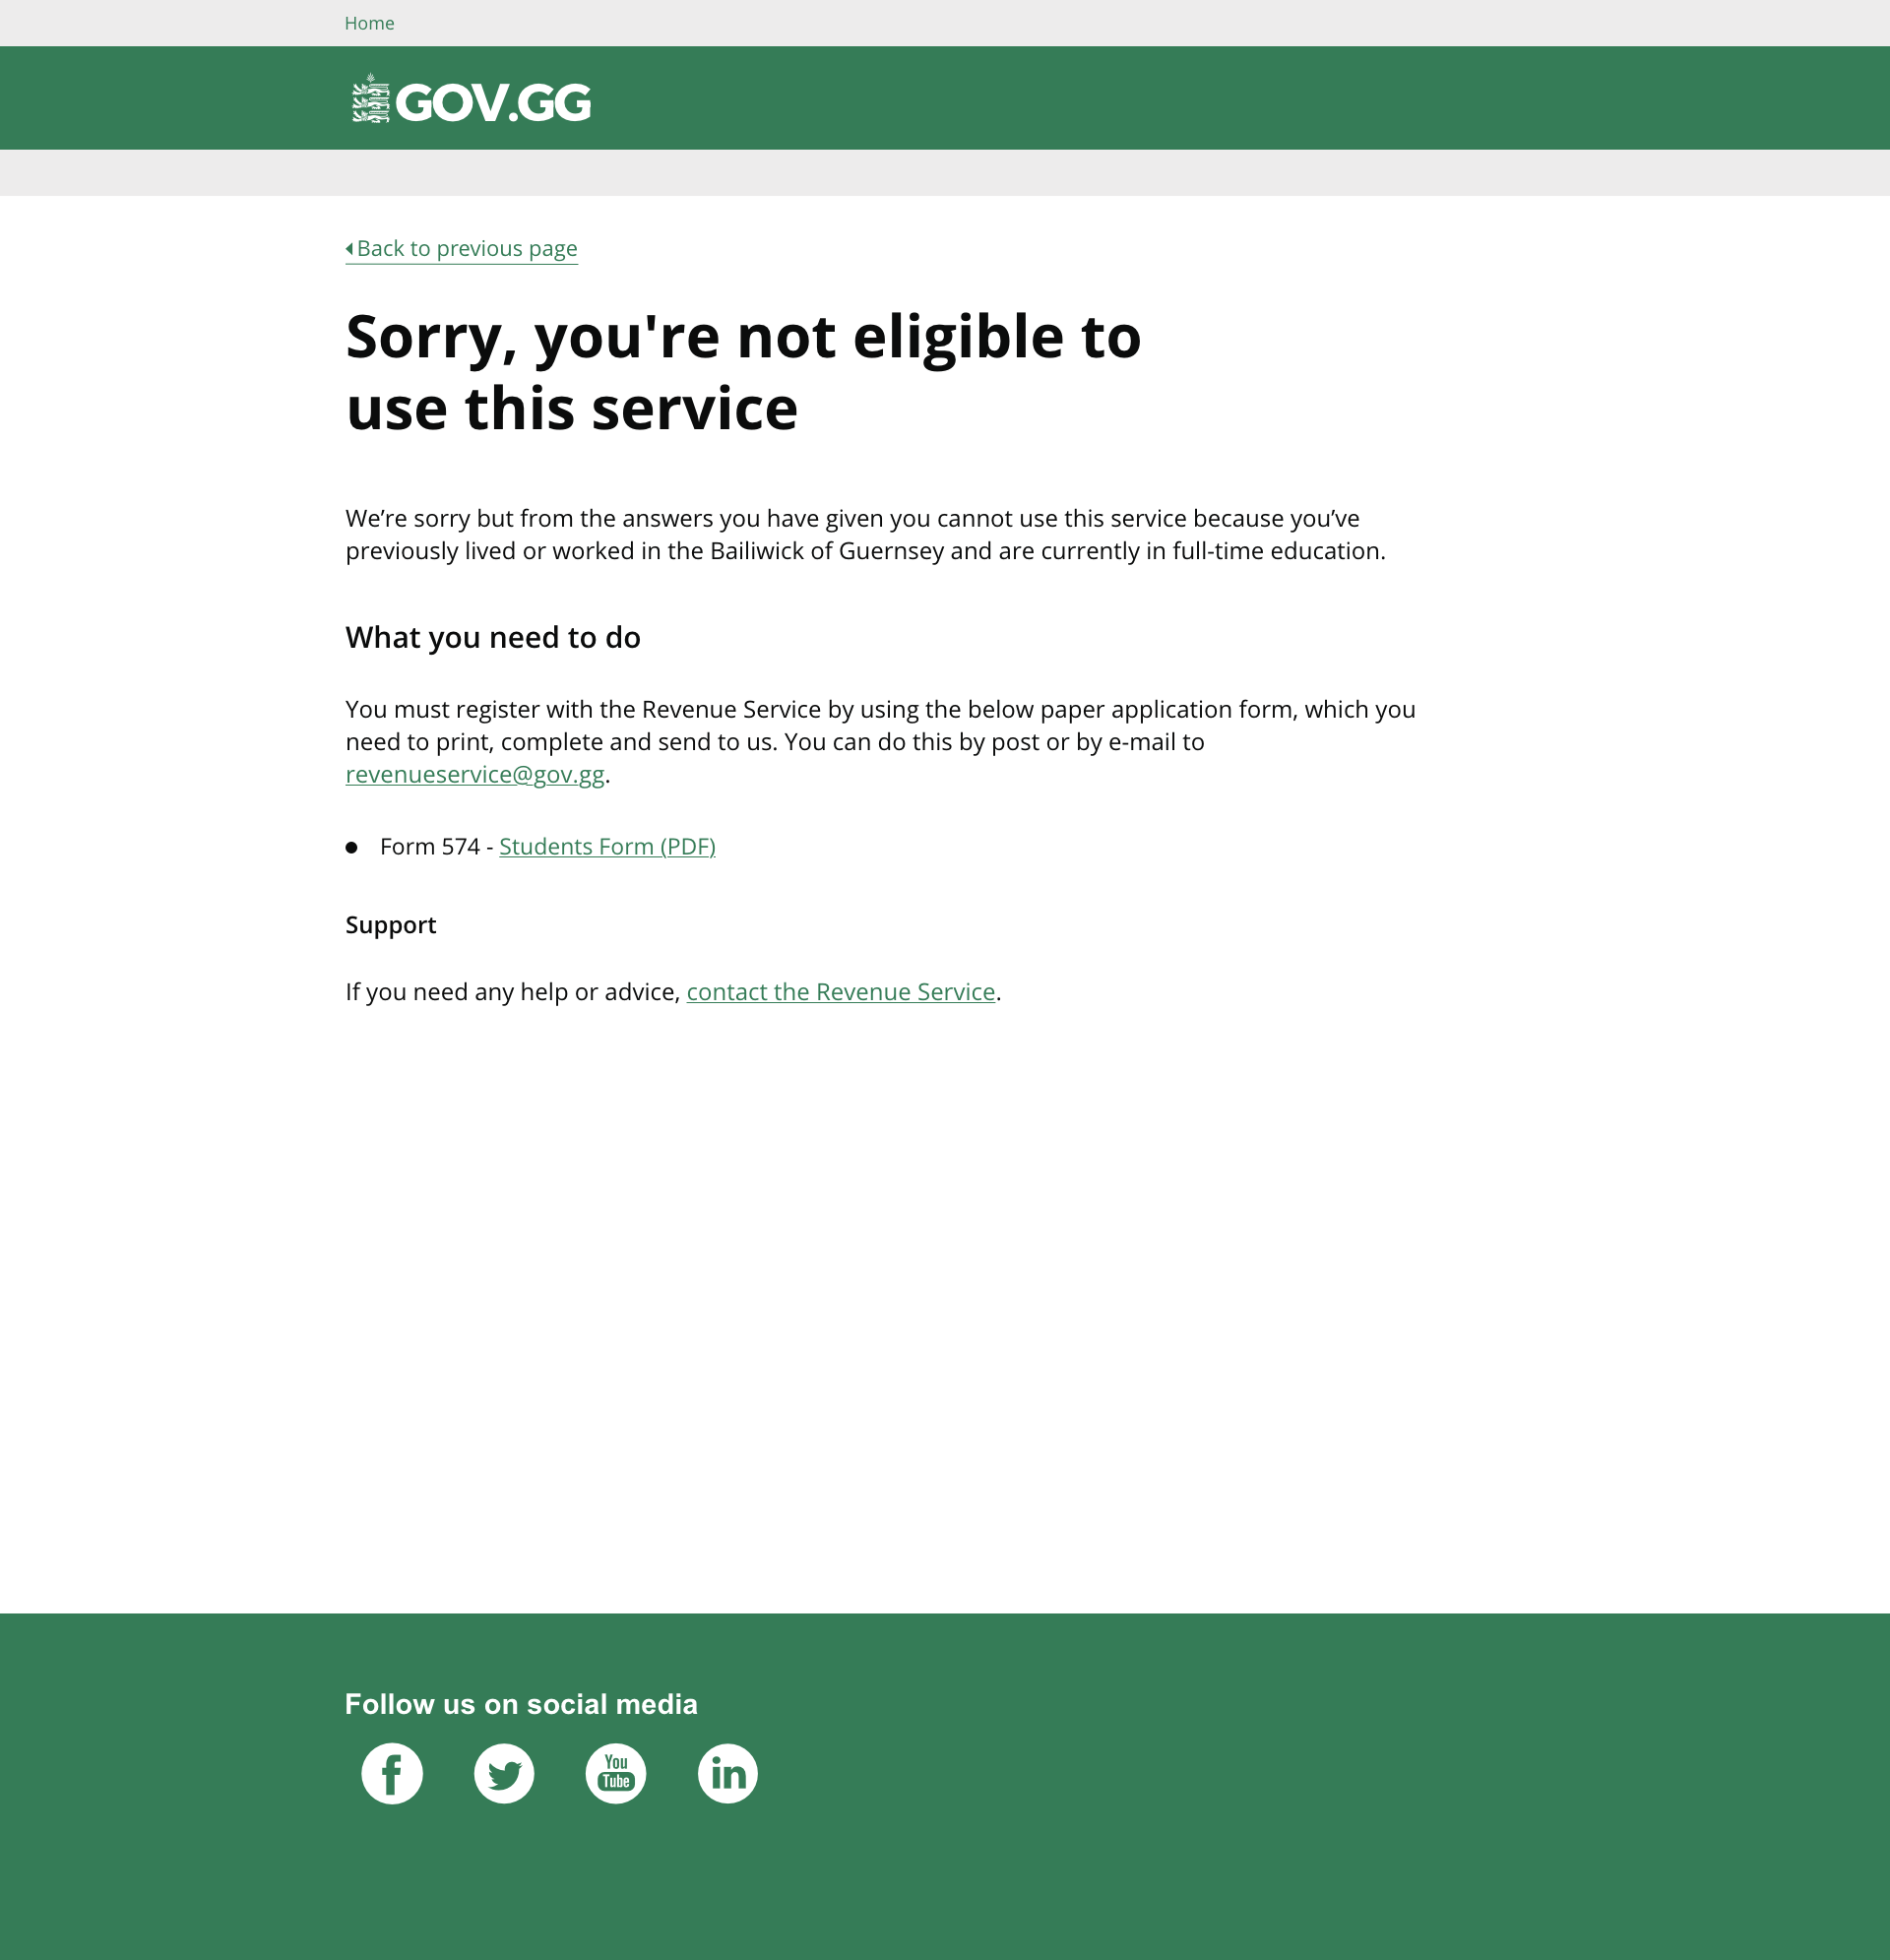 Home
GOV.GG
Back to previous page
Sorry, you're not eligible to
use this service
We’re sorry but from the answers you have given you cannot use this service because you’ve
previously lived or worked in the Bailiwick of Guernsey and are currently in full-time education.
What you need to do
You must register with the Revenue Service by using the below paper application form, which you
need to print, complete and send to us. You can do this by post or by e-mail to
revenueservice@gov.gg.
Form 574 - Students Form (PDF)
Support
If you need any help or advice, contact the Revenue Service.
Follow us on social media
f
You
Tube
in